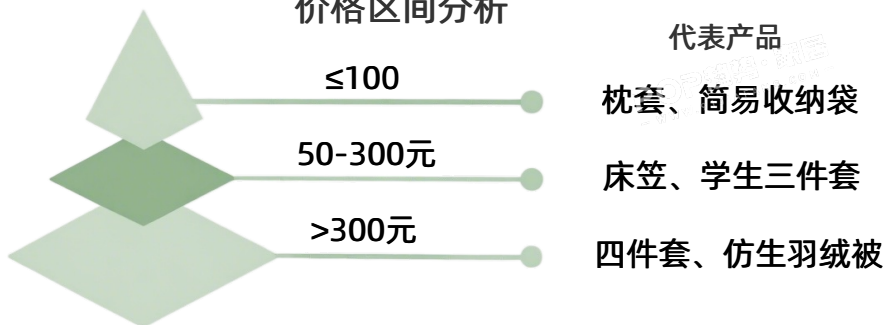 价格区间分析
代表产品
≤100
枕套、简易收纳袋
50-300元
床笠、学生三件套
>300元
四件套、仿生羽绒被